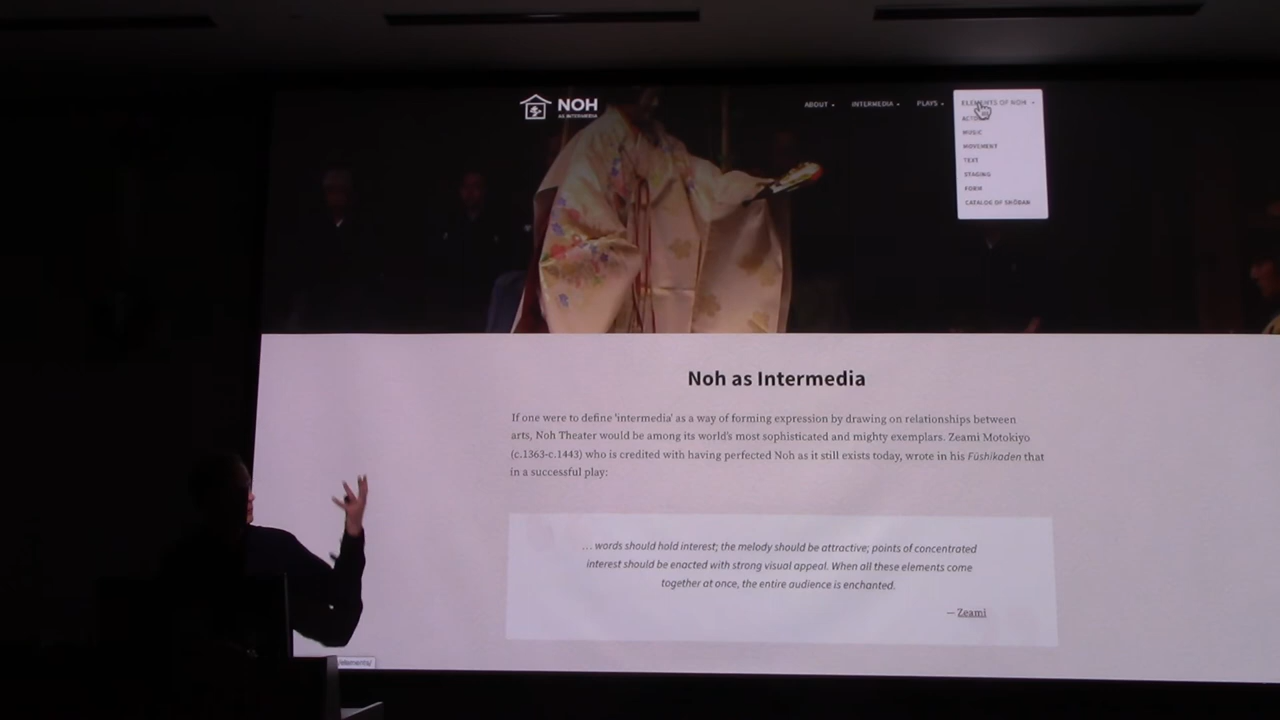 NOH
AS INTERMEDIA
ABOUT
INTERMEDIA
PLAYS
ELEMENTS OF NOH
MUSIC
MOVEMENT
TEXT
STAGING
FORM
CATALOG OF SHŌDAN
Noh as Intermedia
If one were to define 'intermedia' as a way of forming expression by drawing on relationships between
arts, Noh Theater would be among its world's most sophisticated and mighty exemplars. Zeami Motokiyo
(c.1363-c.1443) who is credited with having perfected Noh as it still exists today, wrote in his Fūshikaden that
in a successful play:
... words should hold interest; the melody should be attractive; points of concentrated
interest should be enacted with strong visual appeal. When all these elements come
together at once, the entire audience is enchanted.
— Zeami
/elements/